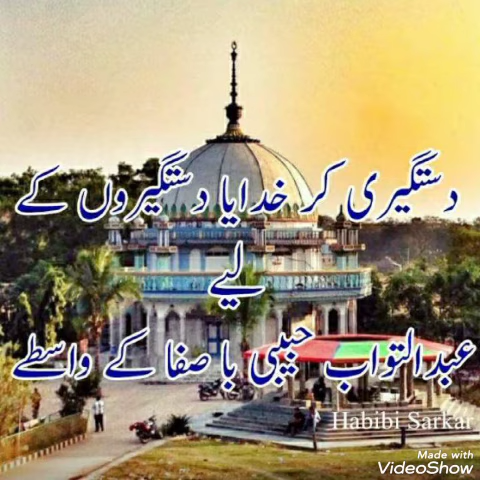 دستگیری کر خدایا دستگیروں کے
لیے
عبدالتواب حبیبی با صفا کے واسطے
Habibi Sarkar
Made with
VideoShow